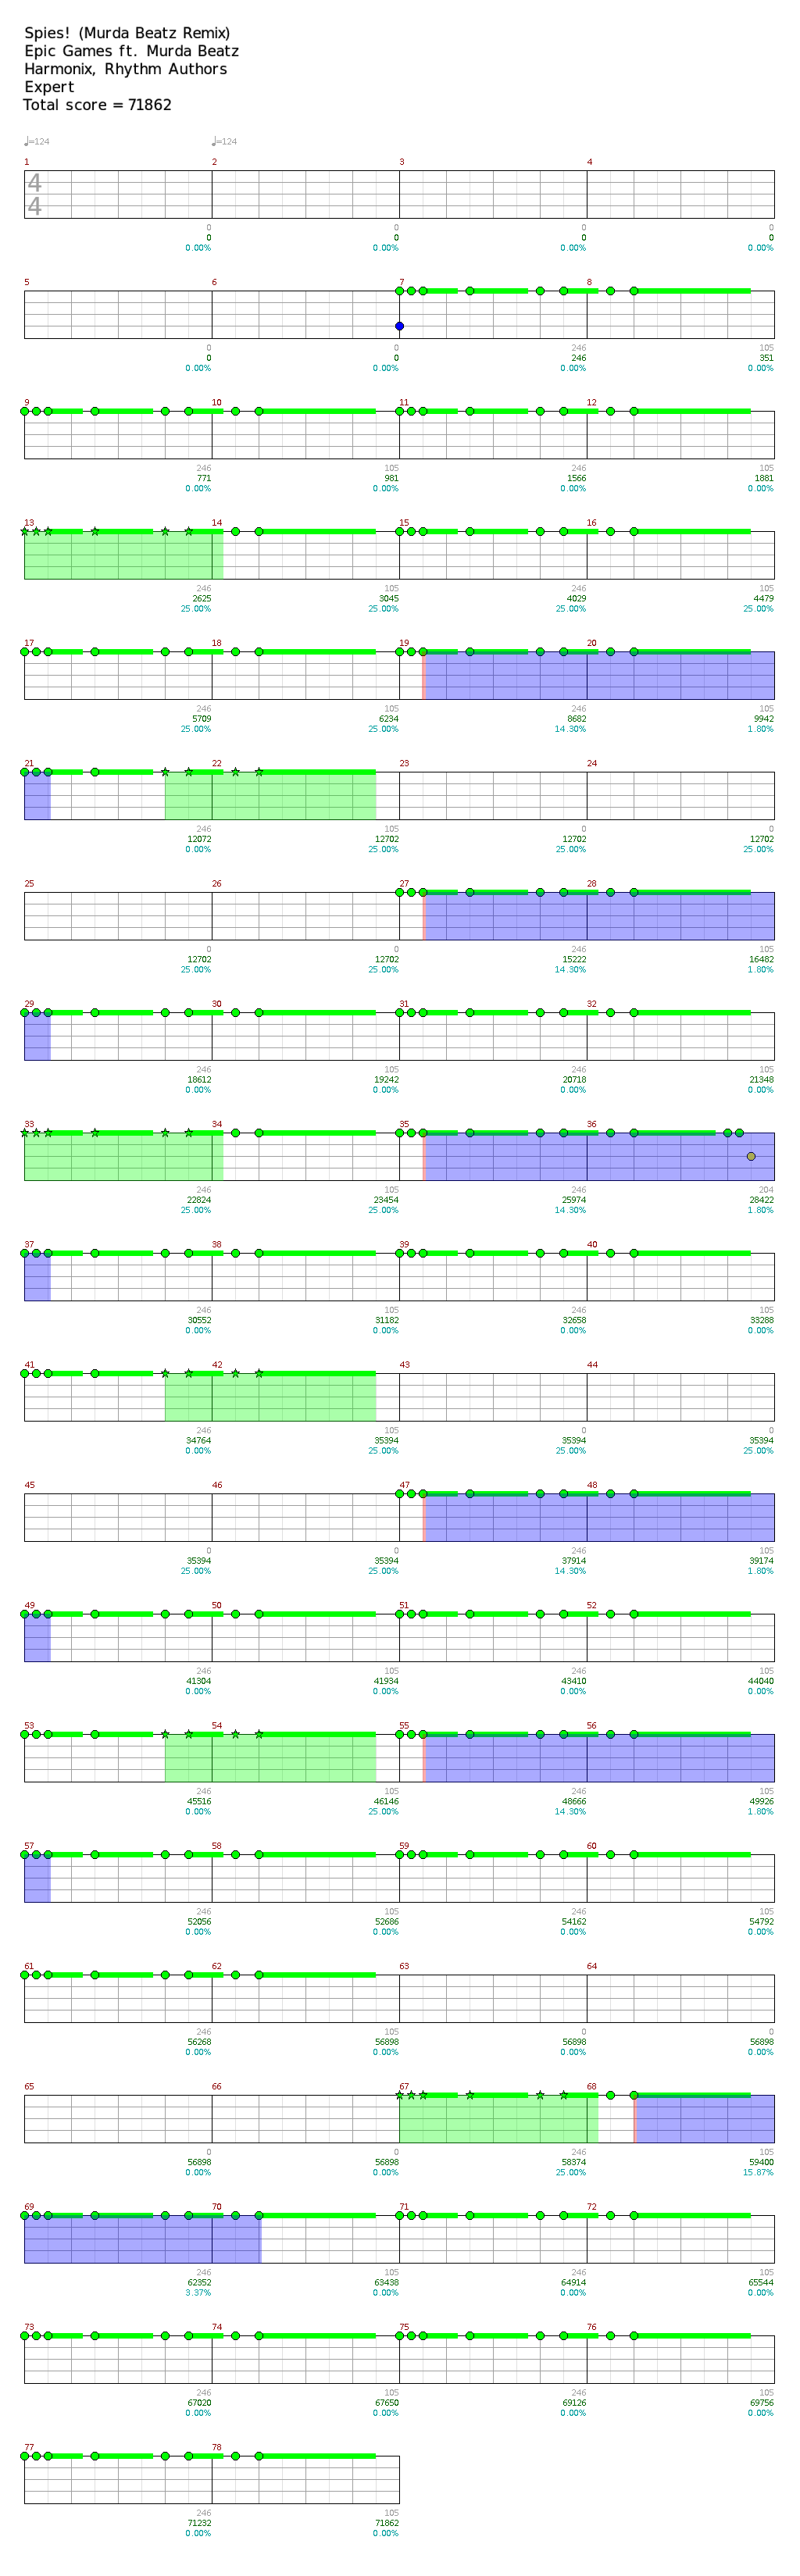 Spies! (Murda Beatz Remix)
Epic Games ft. Murda Beatz
Harmonix, Rhythm Authors
Expert
Total score = 71862
♩=124 ♩=124
1 2 3 4
4
4
0 0 0 0
0 0 0 0
0.00% 0.00% 0.00% 0.00%
5 6 7 8
0 0 246 105
0 0 246 351
0.00% 0.00% 0.00% 0.00%
9 10 11 12
246 105 246 105
771 981 1566 1881
0.00% 0.00% 0.00% 0.00%
13 14 15 16
246 105 246 105
2625 3045 4029 4479
25.00% 25.00% 25.00% 25.00%
17 18 19 20
246 105 246 105
5709 6234 8682 9942
25.00% 25.00% 14.30% 1.80%
21 22 23 24
246 105 0 0
12072 12702 12702 12702
0.00% 25.00% 25.00% 25.00%
25 26 27 28
0 0 246 105
12702 12702 15222 16482
25.00% 25.00% 14.30% 1.80%
29 30 31 32
246 105 246 105
18612 19242 20718 21348
0.00% 0.00% 0.00% 0.00%
33 34 35 36
246 105 246 204
22824 23454 25974 28422
25.00% 25.00% 14.30% 1.80%
37 38 39 40
246 105 246 105
30552 31182 32658 33288
0.00% 0.00% 0.00% 0.00%
41 42 43 44
246 105 0 0
34764 35394 35394 35394
0.00% 25.00% 25.00% 25.00%
45 46 47 48
0 0 246 105
35394 35394 37914 39174
25.00% 25.00% 14.30% 1.80%
49 50 51 52
246 105 246 105
41304 41934 43410 44040
0.00% 0.00% 0.00% 0.00%
53 54 55 56
246 105 246 105
45516 46146 48666 49926
0.00% 25.00% 14.30% 1.80%
57 58 59 60
246 105 246 105
52056 52686 54162 54792
0.00% 0.00% 0.00% 0.00%
61 62 63 64
246 105 0 0
56268 56898 56898 56898
0.00% 0.00% 0.00% 0.00%
65 66 67 68
0 0 246 105
56898 56898 58374 59400
0.00% 0.00% 25.00% 15.87%
69 70 71 72
246 105 246 105
62352 63438 64914 65544
3.37% 0.00% 0.00% 0.00%
73 74 75 76
246 105 246 105
67020 67650 69126 69756
0.00% 0.00% 0.00% 0.00%
77 78
246 105
71232 71862
0.00% 0.00%